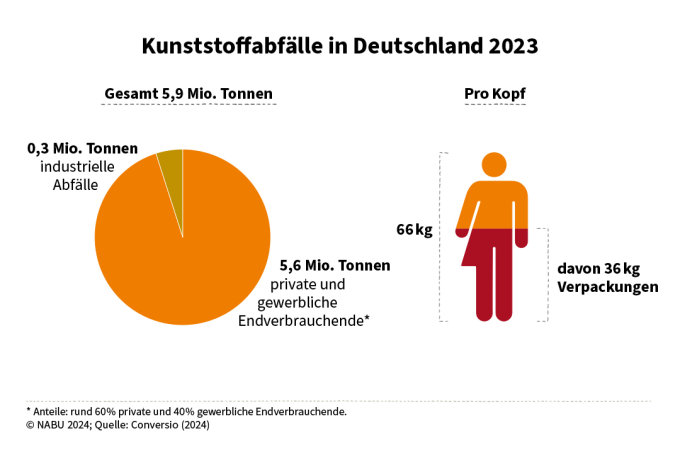 Kunststoffabfälle in Deutschland 2023
Gesamt 5,9 Mio. Tonnen
0,3 Mio. Tonnen
industrielle
Abfälle
5,6 Mio. Tonnen
private und
gewerbliche
Endverbrauchende*
Pro Kopf
66 kg
davon 36 kg
Verpackungen
* Anteile: rund 60% private und 40% gewerbliche Endverbrauchende.
© NABU 2024; Quelle: Conversio (2024)